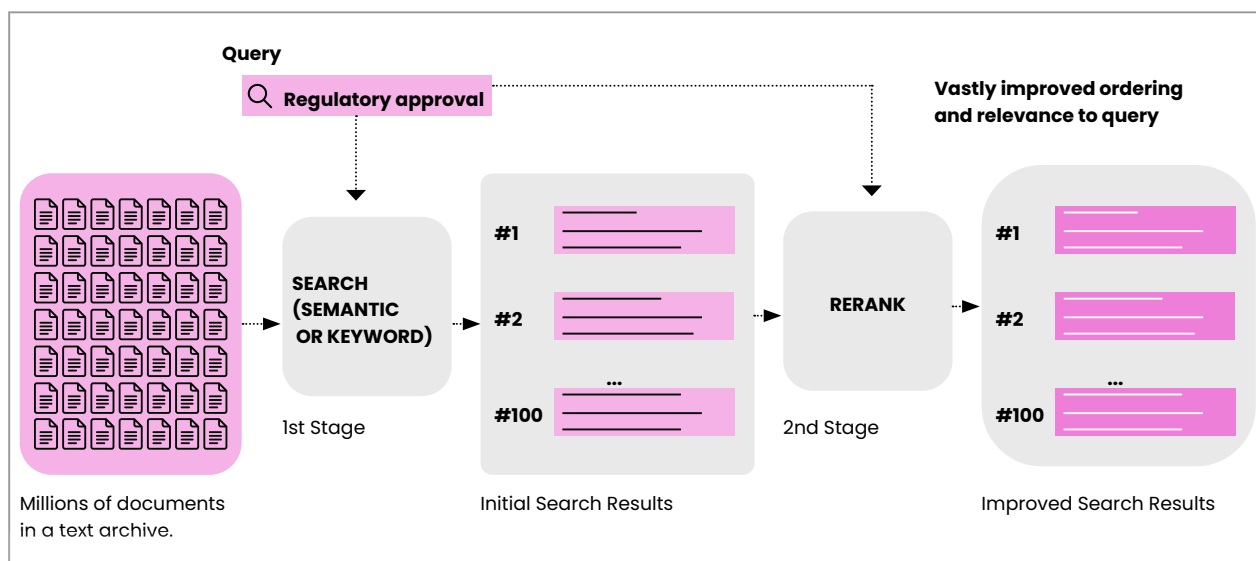 Query
Regulatory approval
Vastly improved ordering
and relevance to query
SEARCH
(SEMANTIC
OR KEYWORD)
1st Stage
#1
#2
...
#100
RERANK
2nd Stage
#1
#2
...
#100
Millions of documents
in a text archive.
Initial Search Results
Improved Search Results